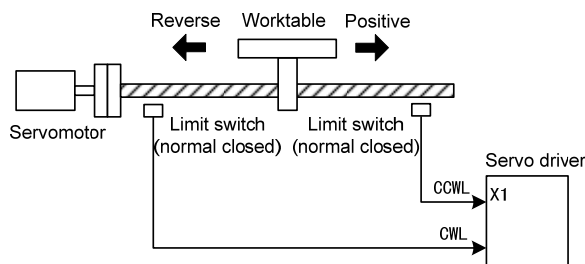 Reverse Worktable Positive
Servomotor
Limit switch
(normal closed)
Limit switch
(normal closed)
Servo driver
CCWL
X1
CWL